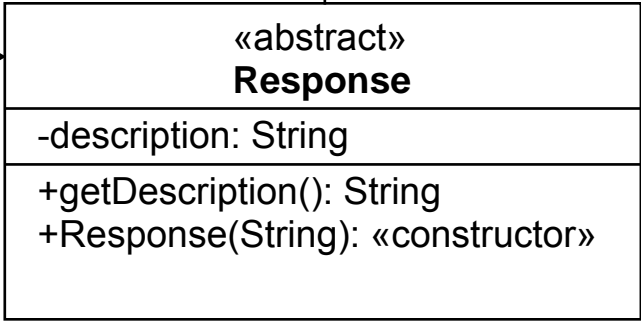 «abstract»
Response
-description: String
+getDescription(): String
+Response(String): «constructor»